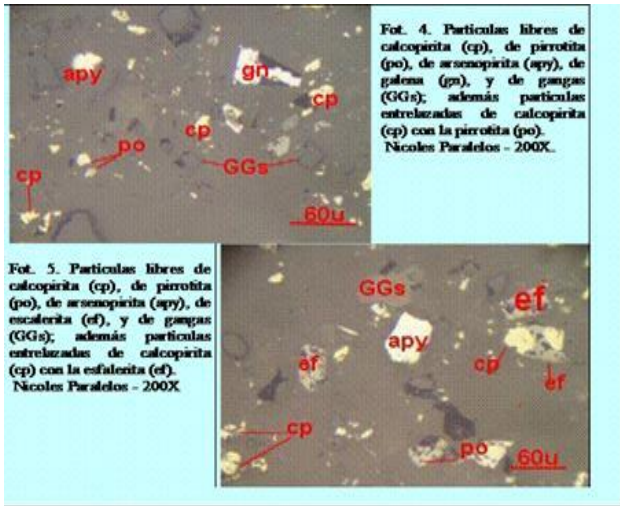 Fot. 4. Particulas libres de
calcopirita (cp), de pirrotita
(po), de arsenopirita (apy), de
galena (gn), y de gangas
(GGs); además particulas
entrelazadas de calcopirita
(cp) con la pirrotita (po).
Nicoles Paralelos - 200X.
apy
gn
cp
cp
po
GGs
cp
60u
Fot. 5. Particulas libres de
calcopirita (cp), de pirrotita
(po), de arsenopirita (apy), de
escalerita (ef), y de gangas
(GGs); además particulas
entrelazadas de calcopirita
(cp) con la esfalerita (ef).
Nicoles Paralelos - 200X
GGs
ef
apy
ef
cp
ef
cp
po
60u